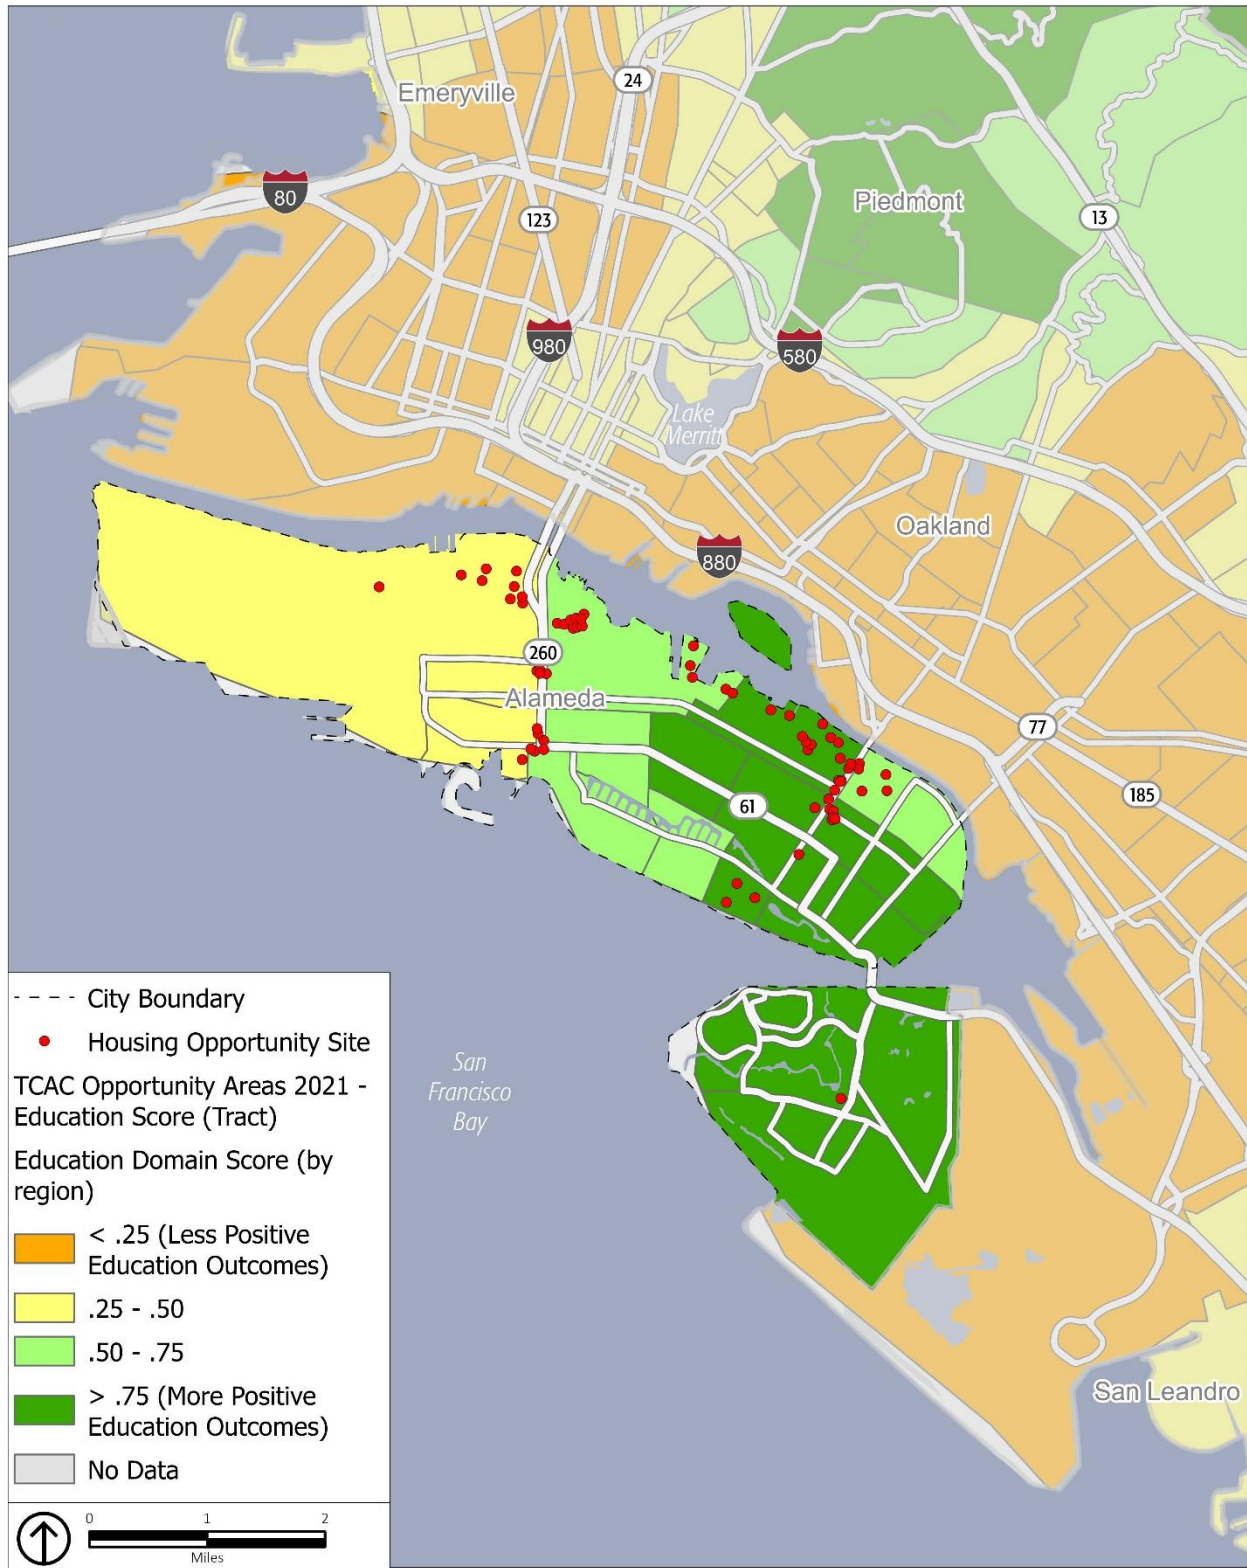 24
Emeryville
80
123
Piedmont
13
980
580
Lake
Merritt
Oakland
880
260
Alameda
77
61
185
San
Francisco
Bay
San Leandro
City Boundary
Housing Opportunity Site
TCAC Opportunity Areas 2021 -
Education Score (Tract)
Education Domain Score (by
region)
< .25 (Less Positive
Education Outcomes)
.25 - .50
.50 - .75
> .75 (More Positive
Education Outcomes)
No Data
0 1 2
Miles